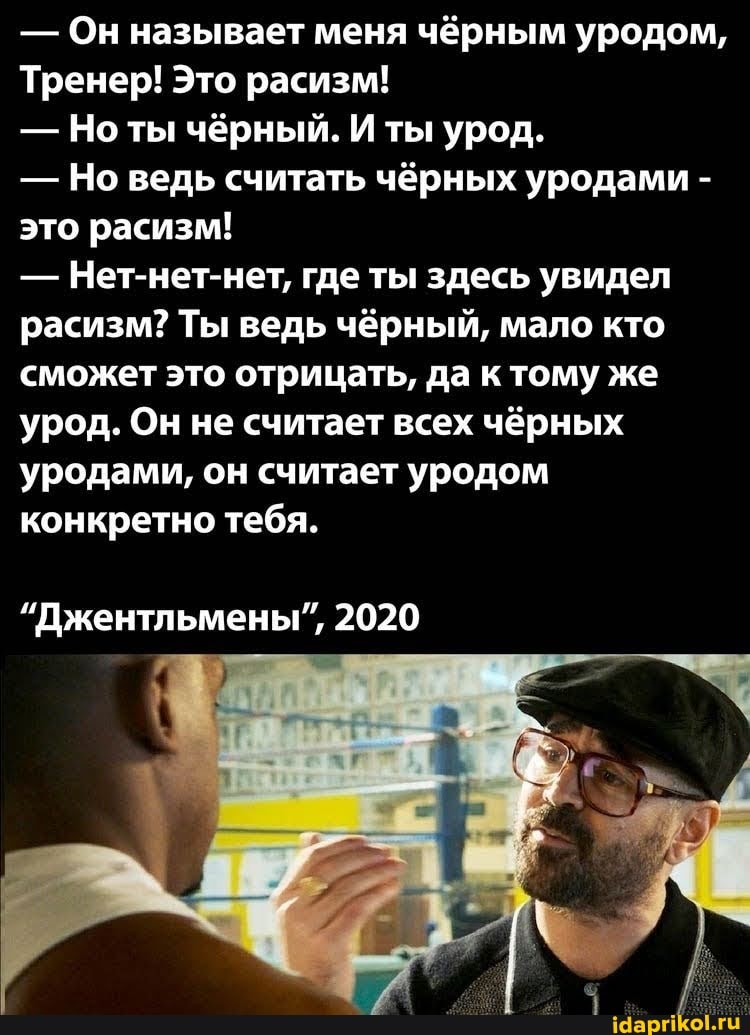 — Он называет меня чёрным уродом,
Тренер! Это расизм!
— Но ты чёрный. И ты урод.
— Но ведь считать чёрных уродами -
это расизм!
— Нет-нет-нет, где ты здесь увидел
расизм? Ты ведь чёрный, мало кто
сможет это отрицать, да к тому же
урод. Он не считает всех чёрных
уродами, он считает уродом
конкретно тебя.
“Джентльмены”, 2020
idaprikol.ru